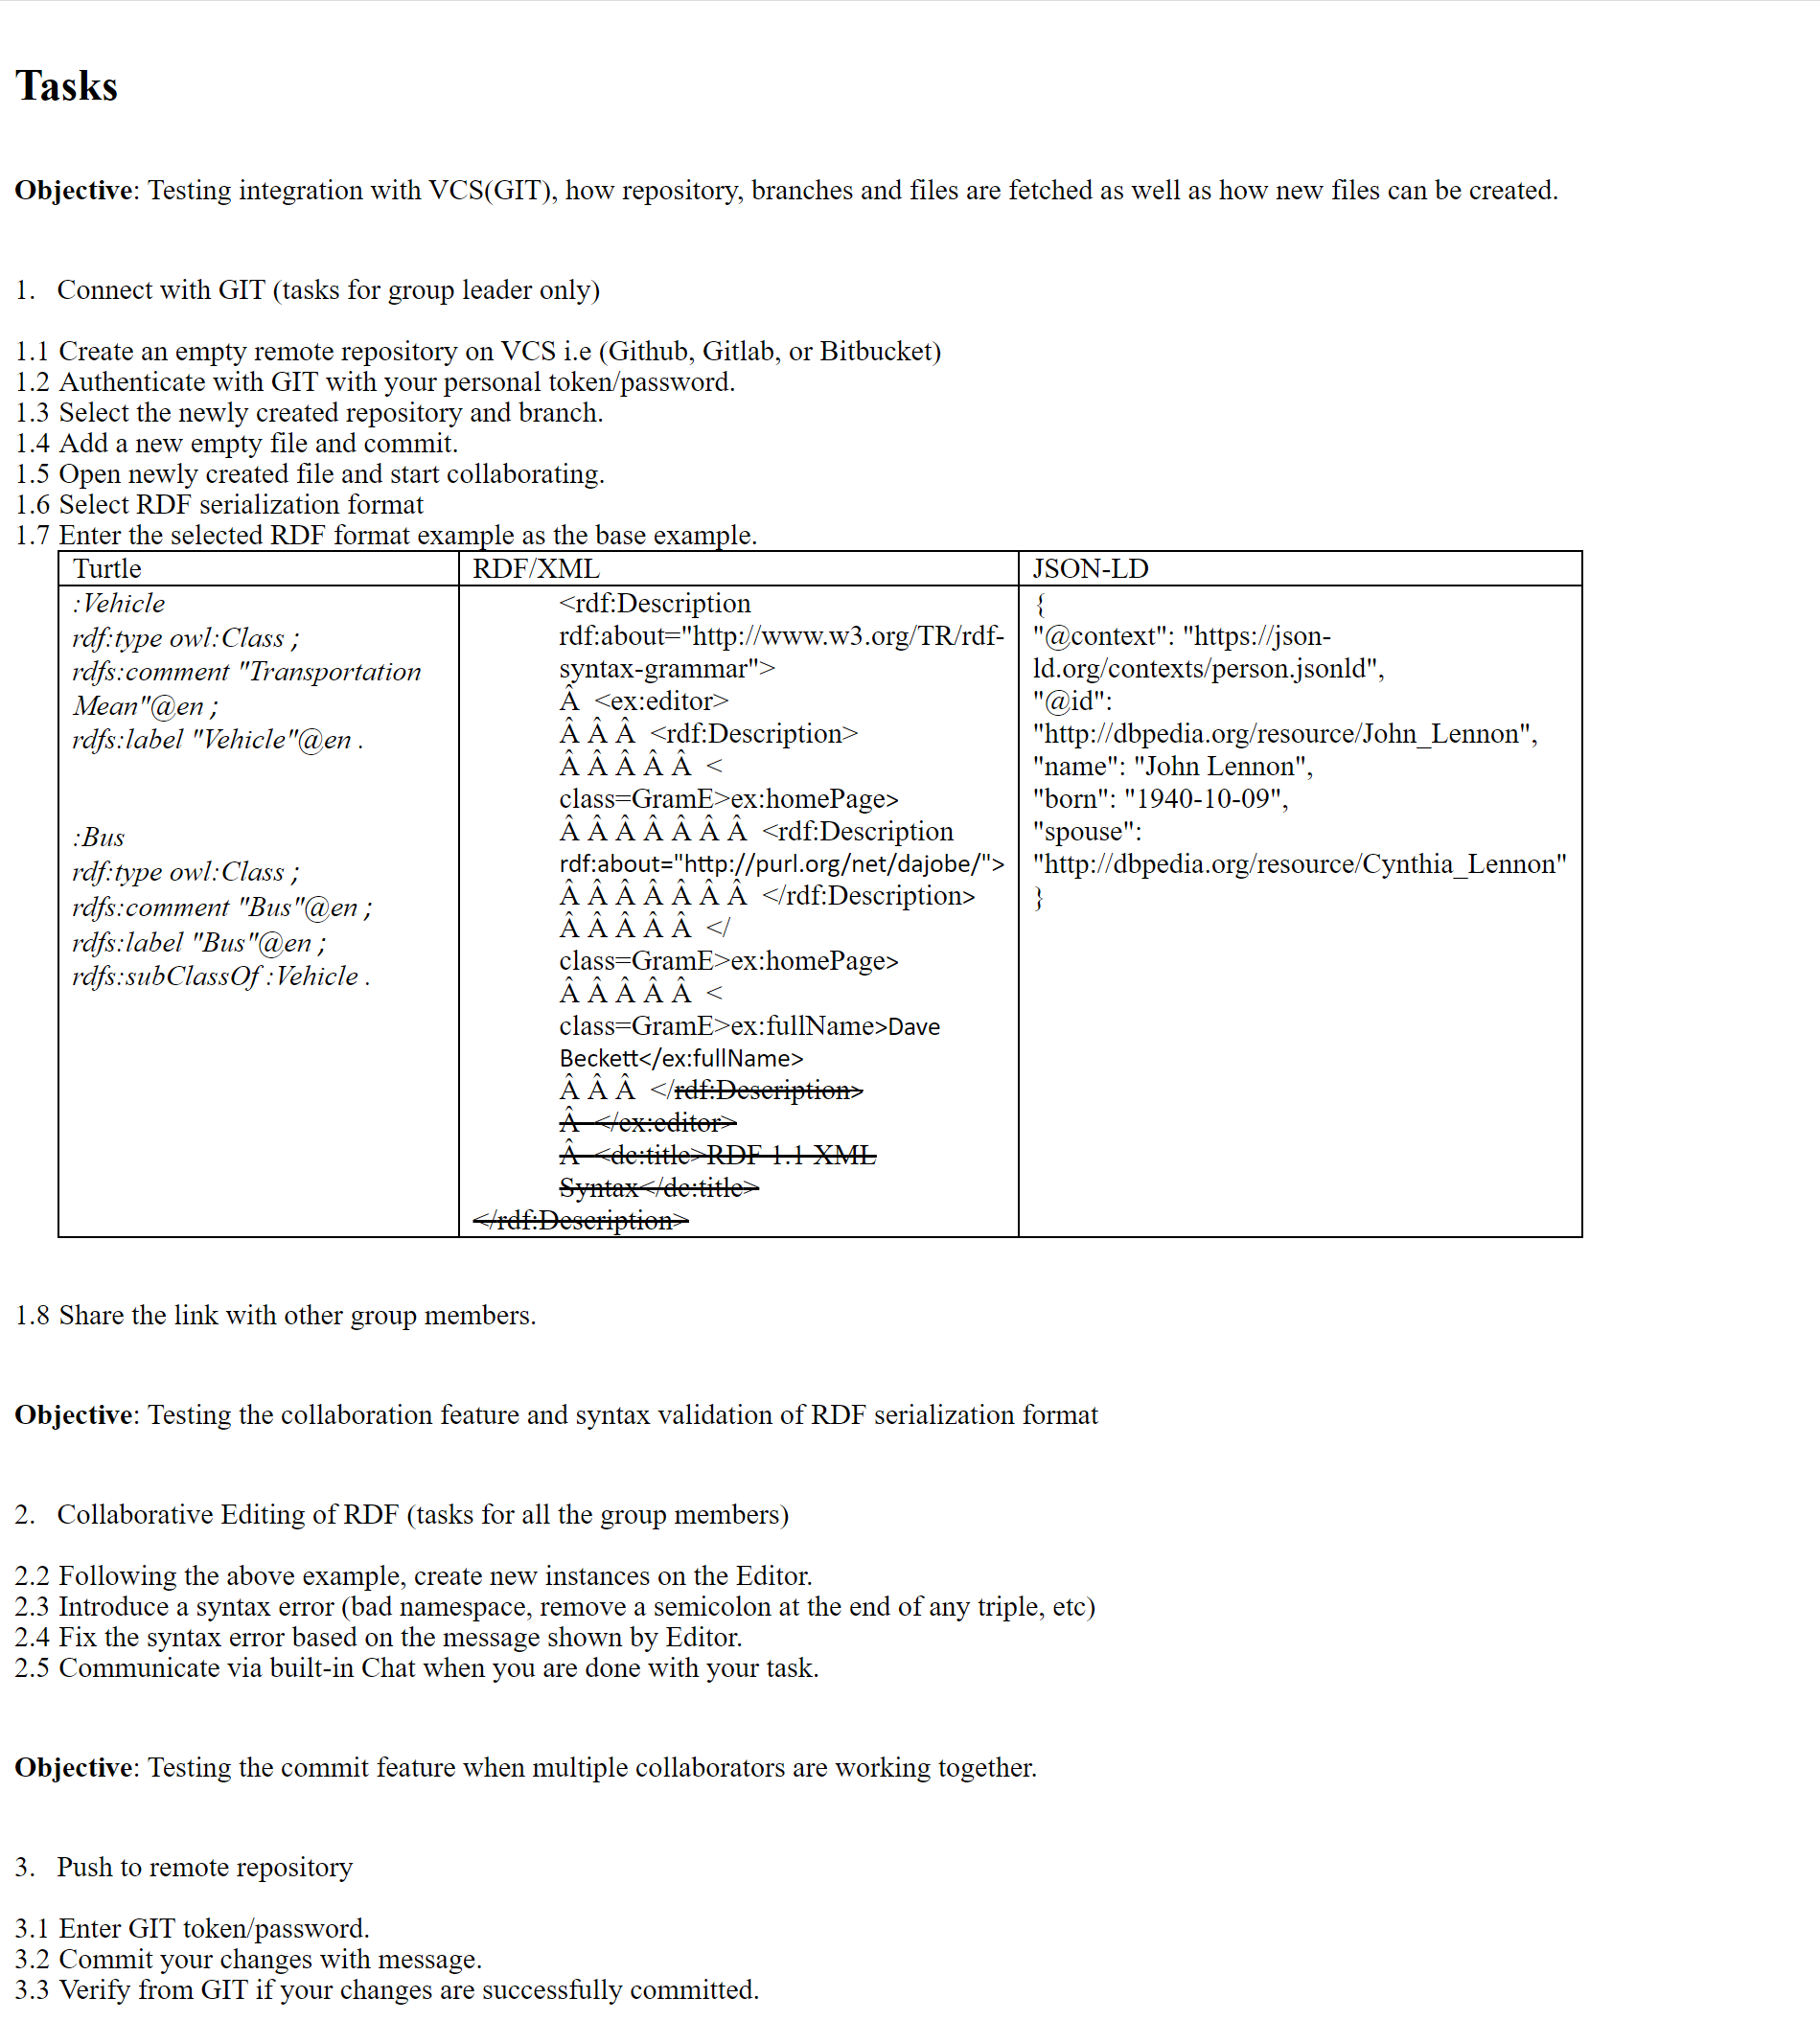 Tasks
Objective: Testing integration with VCS(GIT), how repository, branches and files are fetched as well as how new files can be created.
1. Connect with GIT (tasks for group leader only)
1.1 Create an empty remote repository on VCS i.e (Github, Gitlab, or Bitbucket)
1.2 Authenticate with GIT with your personal token/password.
1.3 Select the newly created repository and branch.
1.4 Add a new empty file and commit.
1.5 Open newly created file and start collaborating.
1.6 Select RDF serialization format
1.7 Enter the selected RDF format example as the base example.
Turtle
:Vehicle
rdf:type owl:Class ;
rdfs:comment "Transportation
Mean"@en ;
rdfs:label "Vehicle"@en .
:Bus
rdf:type owl:Class ;
rdfs:comment "Bus"@en ;
rdfs:label "Bus"@en ;
rdfs:subClassOf :Vehicle .
RDF/XML
<rdf:Description
rdf:about="http://www.w3.org/TR/rdf-
syntax-grammar">
Â  <ex:editor>
Â Â Â  <rdf:Description>
Â Â Â Â Â  <
class=GramE>ex:homePage>
Â Â Â Â Â Â Â  <rdf:Description
rdf:about="http://purl.org/net/dajobe/">
Â Â Â Â Â Â Â  </rdf:Description>
Â Â Â Â Â  </
class=GramE>ex:homePage>
Â Â Â Â Â  <
class=GramE>ex:fullName>Dave
Beckett</ex:fullName>
Â Â Â  </rdf:Description>
Â  </ex:editor>
Â  <dc:title>RDF 1.1 XML
Syntax</dc:title>
</rdf:Description>
JSON-LD
{
"@context": "https://json-
ld.org/contexts/person.jsonld",
"@id":
"http://dbpedia.org/resource/John_Lennon",
"name": "John Lennon",
"born": "1940-10-09",
"spouse":
"http://dbpedia.org/resource/Cynthia_Lennon"
}
1.8 Share the link with other group members.
Objective: Testing the collaboration feature and syntax validation of RDF serialization format
2. Collaborative Editing of RDF (tasks for all the group members)
2.2 Following the above example, create new instances on the Editor.
2.3 Introduce a syntax error (bad namespace, remove a semicolon at the end of any triple, etc)
2.4 Fix the syntax error based on the message shown by Editor.
2.5 Communicate via built-in Chat when you are done with your task.
Objective: Testing the commit feature when multiple collaborators are working together.
3. Push to remote repository
3.1 Enter GIT token/password.
3.2 Commit your changes with message.
3.3 Verify from GIT if your changes are successfully committed.